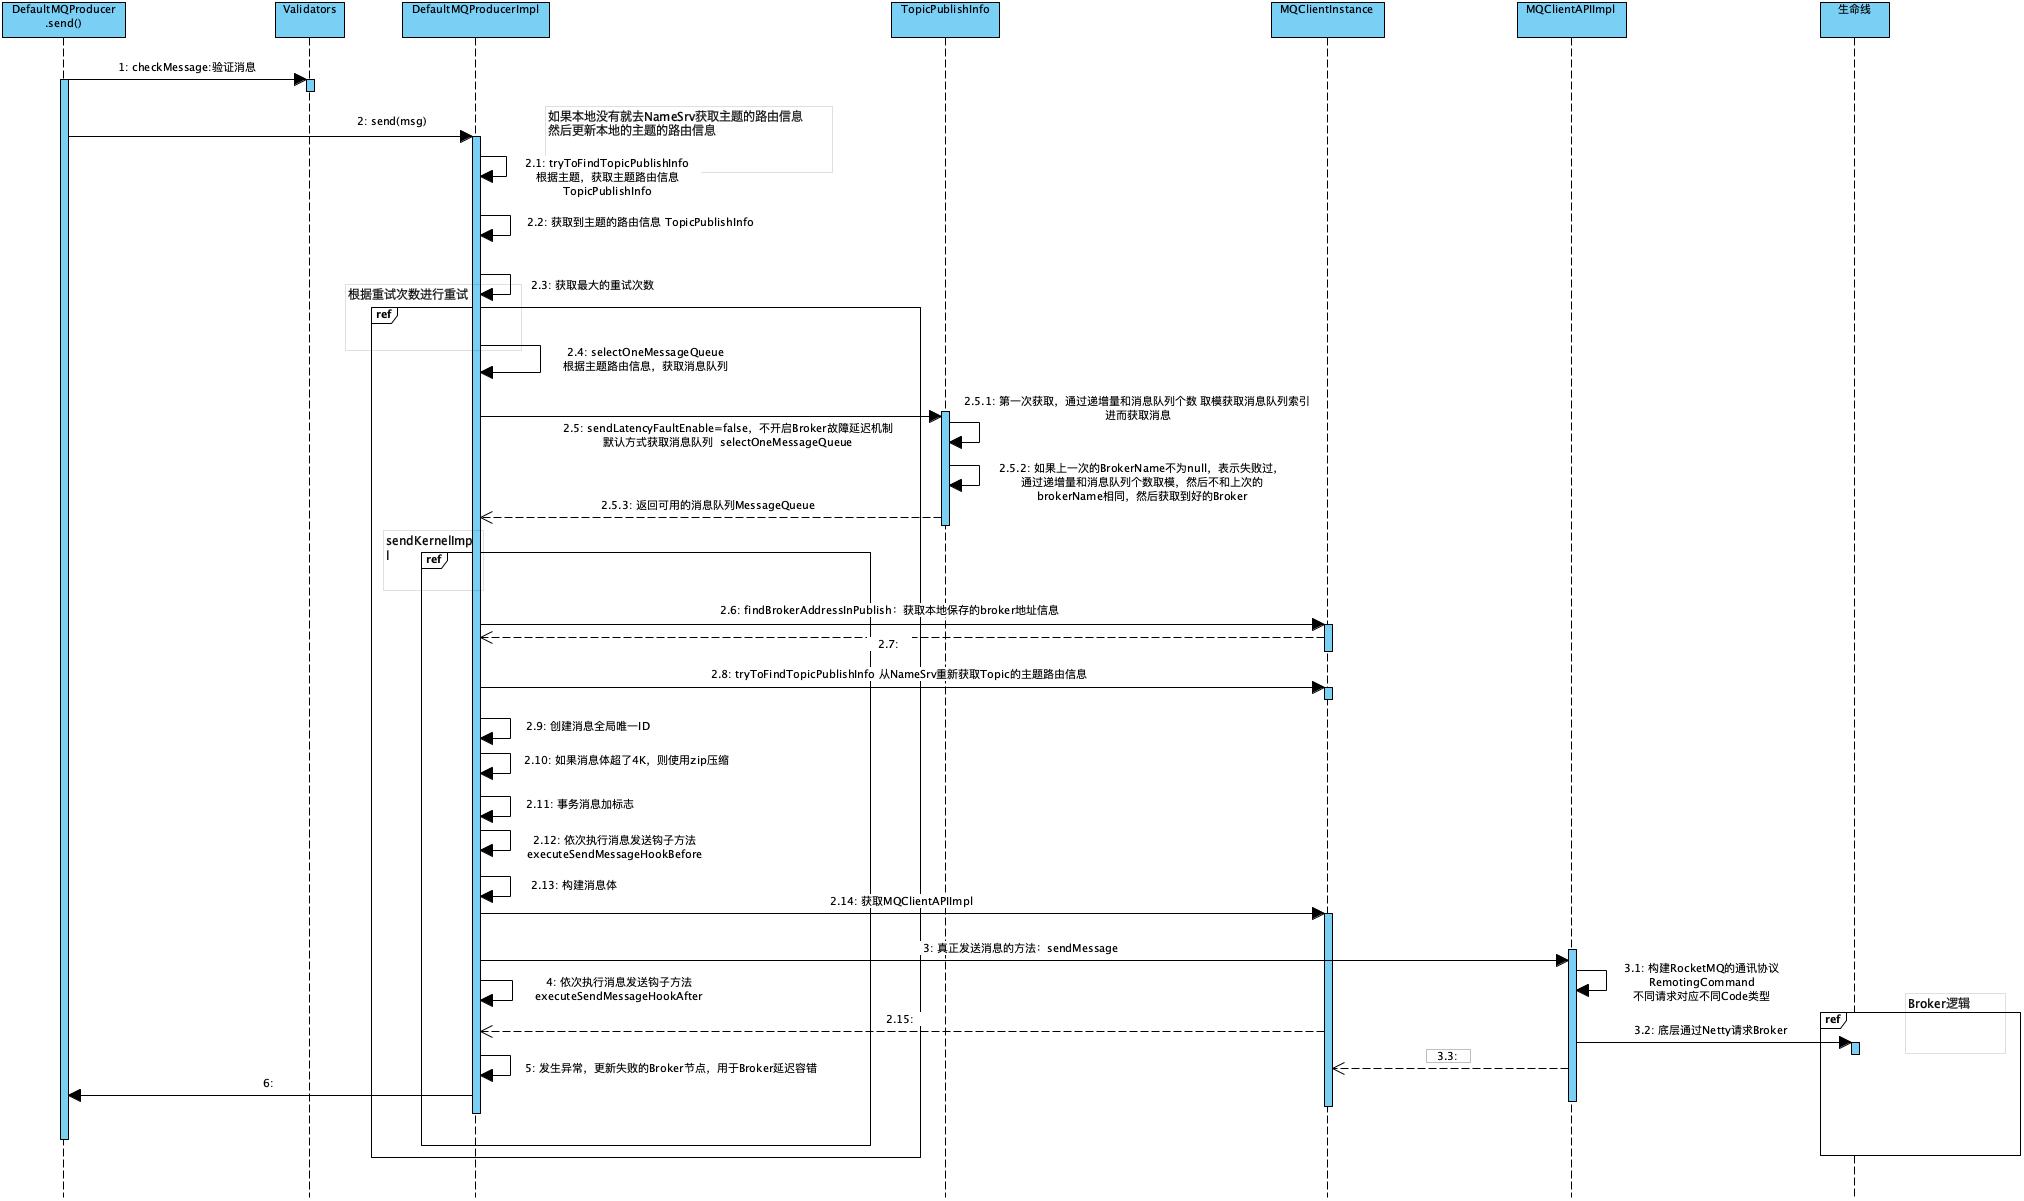 DefaultMQProducer
.send()
Validators
DefaultMQProducerImpl
TopicPublishInfo
MQClientInstance
MQClientAPIImpl
生命线
1: checkMessage:验证消息
2: send(msg)
如果本地没有就去NameSrv获取主题的路由信息
然后更新本地的主题的路由信息
2.1: tryToFindTopicPublishInfo
根据主题，获取主题路由信息
TopicPublishInfo
2.2: 获取到主题的路由信息 TopicPublishInfo
2.3: 获取最大的重试次数
根据重试次数进行重试
ref
2.4: selectOneMessageQueue
根据主题路由信息，获取消息队列
2.5.1: 第一次获取，通过递增量和消息队列个数 取模获取消息队列索引
进而获取消息
2.5: sendLatencyFaultEnable=false，不开启Broker故障延迟机制
默认方式获取消息队列 selectOneMessageQueue
2.5.2: 如果上一次的BrokerName不为null，表示失败过，
通过递增量和消息队列个数取模，然后不和上次的
brokerName相同，然后获取到好的Broker
2.5.3: 返回可用的消息队列MessageQueue
sendKernelImp
l
ref
2.6: findBrokerAddressInPublish：获取本地保存的broker地址信息
2.7:
2.8: tryToFindTopicPublishInfo 从NameSrv重新获取Topic的主题路由信息
2.9: 创建消息全局唯一ID
2.10: 如果消息体超了4K，则使用zip压缩
2.11: 事务消息加标志
2.12: 依次执行消息发送钩子方法
executeSendMessageHookBefore
2.13: 构建消息体
2.14: 获取MQClientAPIImpl
3: 真正发送消息的方法：sendMessage
3.1: 构建RocketMQ的通讯协议
RemotingCommand
不同请求对应不同Code类型
4: 依次执行消息发送钩子方法
executeSendMessageHookAfter
Broker逻辑
ref
2.15:
3.2: 底层通过Netty请求Broker
3.3:
5: 发生异常，更新失败的Broker节点，用于Broker延迟容错
6: